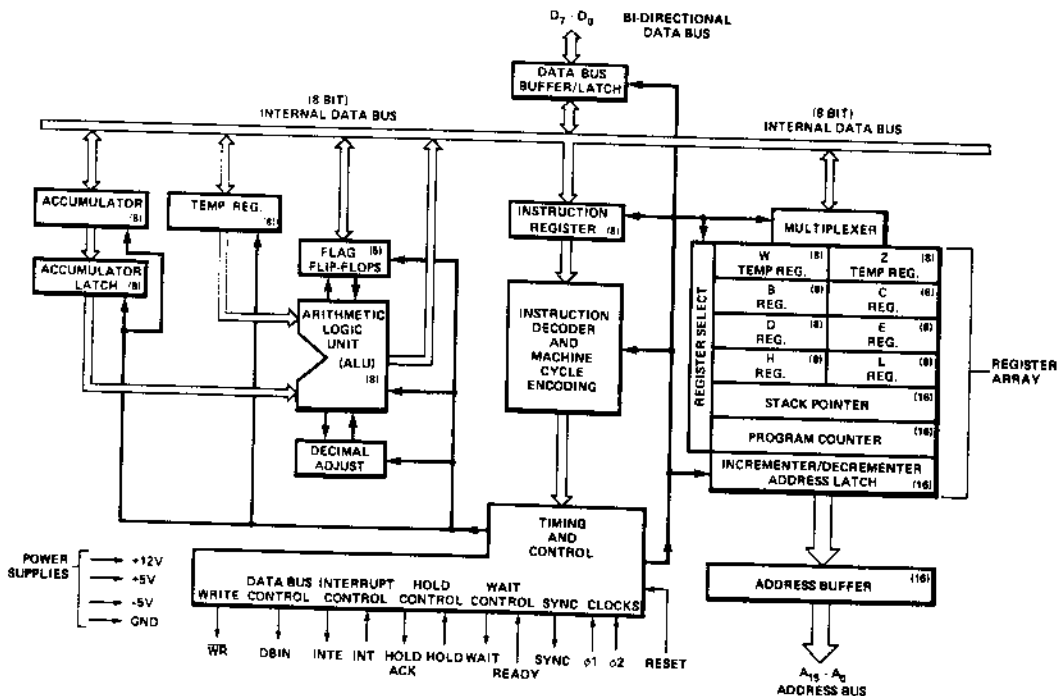 D7 - D0 BI-DIRECTIONAL
DATA BUS
DATA BUS
BUFFER/LATCH
(8 BIT)
INTERNAL DATA BUS
(8 BIT)
INTERNAL DATA BUS
ACCUMULATOR
(8)
TEMP REG.
(8)
INSTRUCTION
REGISTER (8)
MULTIPLEXER
ACCUMULATOR
LATCH (8)
FLAG (5)
FLIP-FLOPS
ARITHMETIC
LOGIC
UNIT
(ALU)
(8)
DECIMAL
ADJUST
INSTRUCTION
DECODER
AND
MACHINE
CYCLE
ENCODING
REGISTER SELECT
W (8)
TEMP REG.
Z (8)
TEMP REG.
B (8)
REG.
C (8)
REG.
D (8)
REG.
E (8)
REG.
H (8)
REG.
L (8)
REG.
STACK POINTER (16)
PROGRAM COUNTER (16)
INCREMENTER/DECREMENTER
ADDRESS LATCH (16)
REGISTER
ARRAY
TIMING
AND
CONTROL
POWER
SUPPLIES
+12V
+5V
-5V
GND
WRITE
DATA BUS
CONTROL
INTERRUPT
CONTROL
HOLD
CONTROL
WAIT
CONTROL
SYNC
CLOCKS
WR
DBIN
INTE
INT
HOLD
ACK
HOLD
WAIT
READY
SYNC
φ1
φ2
RESET
ADDRESS BUFFER (16)
A15 - A0
ADDRESS BUS